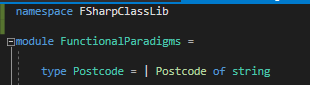 namespace FSharpClassLib
module FunctionalParadigms =
type Postcode = | Postcode of string